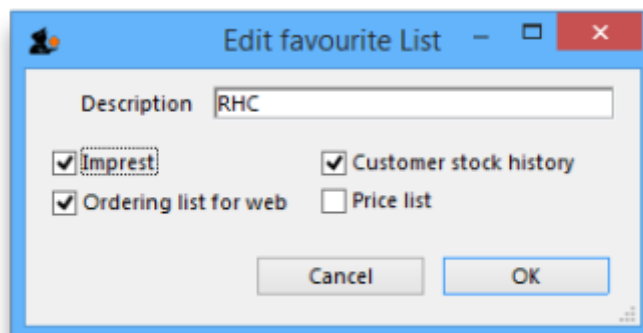 Edit favourite List
Description RHC
Imprest Customer stock history
Ordering list for web Price list
Cancel OK